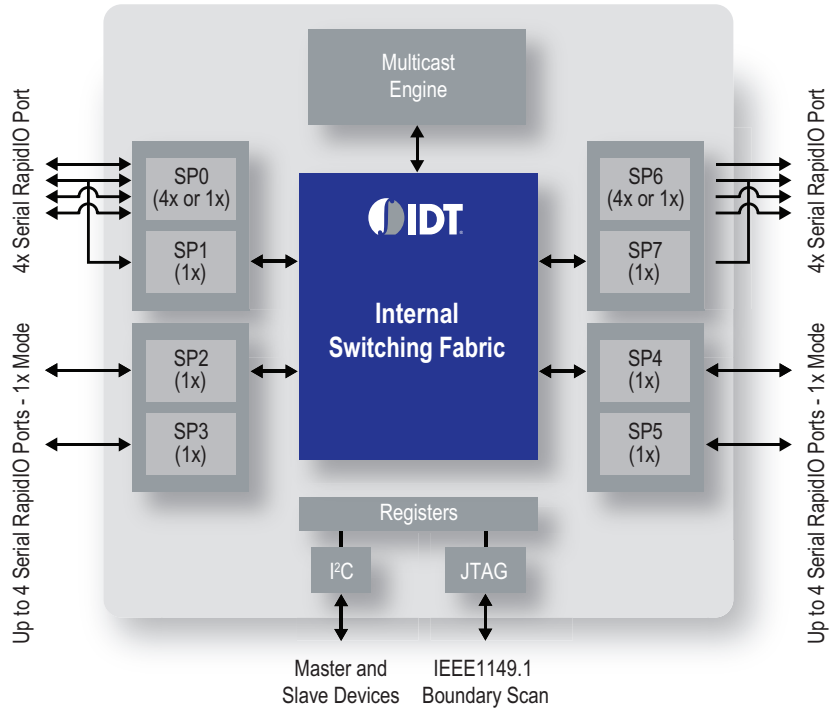 Multicast
Engine
4x Serial RapidIO Port
SP0
(4x or 1x)
SP1
(1x)
IDT
SP6
(4x or 1x)
SP7
(1x)
4x Serial RapidIO Port
Internal
Switching Fabric
Up to 4 Serial RapidIO Ports - 1x Mode
SP2
(1x)
SP3
(1x)
SP4
(1x)
SP5
(1x)
Up to 4 Serial RapidIO Ports - 1x Mode
Registers
I²C
JTAG
Master and
Slave Devices
IEEE1149.1
Boundary Scan